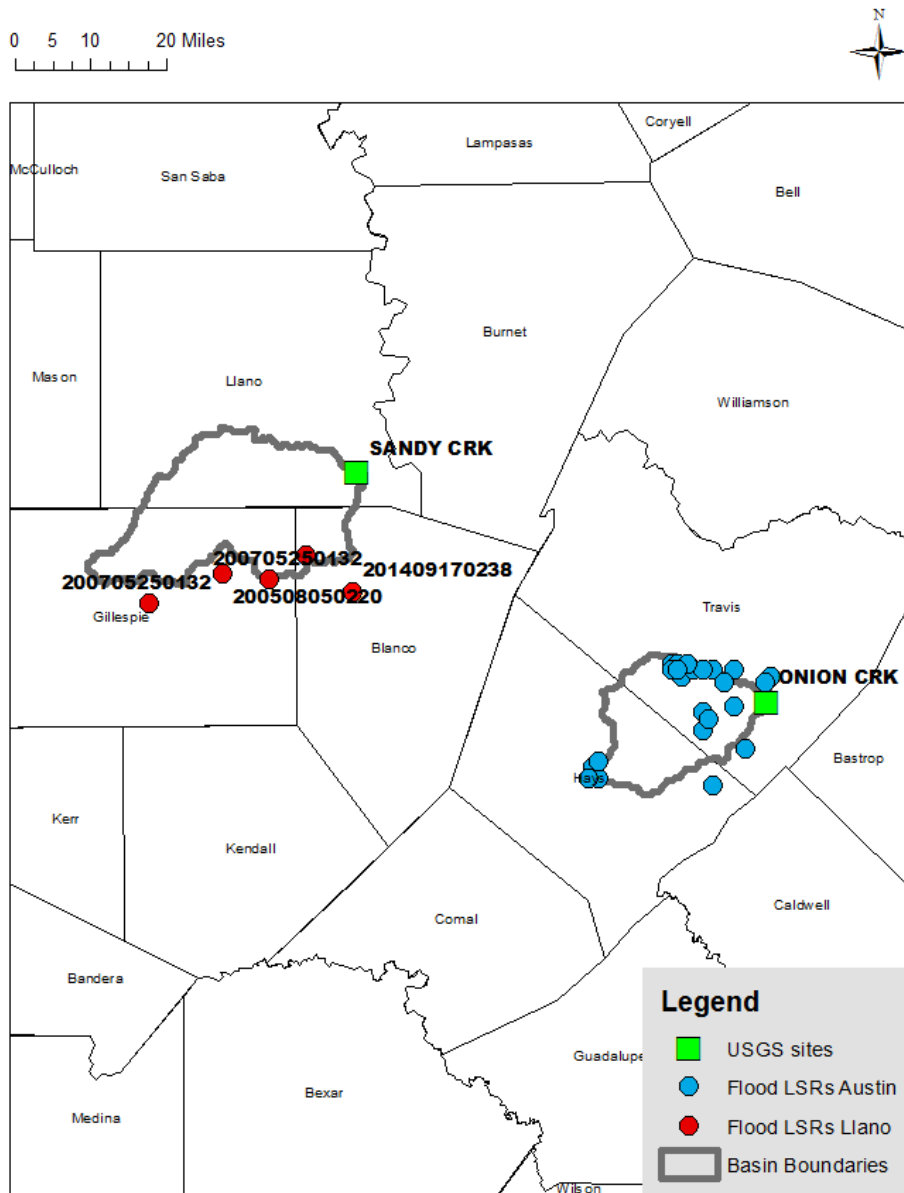 N
0 5 10 20 Miles
Coryell
Lampasas
McCulloch
San Saba
Bell
Burnet
Mason
Llano
Williamson
SANDY CRK
200705250132
201409170238
200705250132
200508050220
Gillespie
Travis
Blanco
ONION CRK
Hays
Bastrop
Kerr
Kendall
Caldwell
Comal
Bandera
Legend
USGS sites
Guadalupe
Flood LSRs Austin
Bexar
Medina
Flood LSRs Llano
Basin Boundaries
Wilson